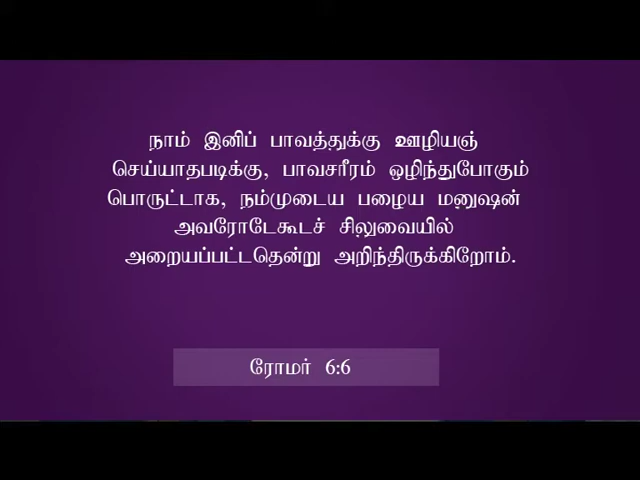 நாம் இனிப் பாவத்துக்கு ஊழியஞ்
செய்யாதபடிக்கு, பாவசரீரம் ஒழிந்துபோகும்
பொருட்டாக, நம்முடைய பழைய மனுஷன்
அவரோடேகூடச் சிலுவையில்
அறையப்பட்டதென்று அறிந்திருக்கிறோம்.
ரோமர் 6:6